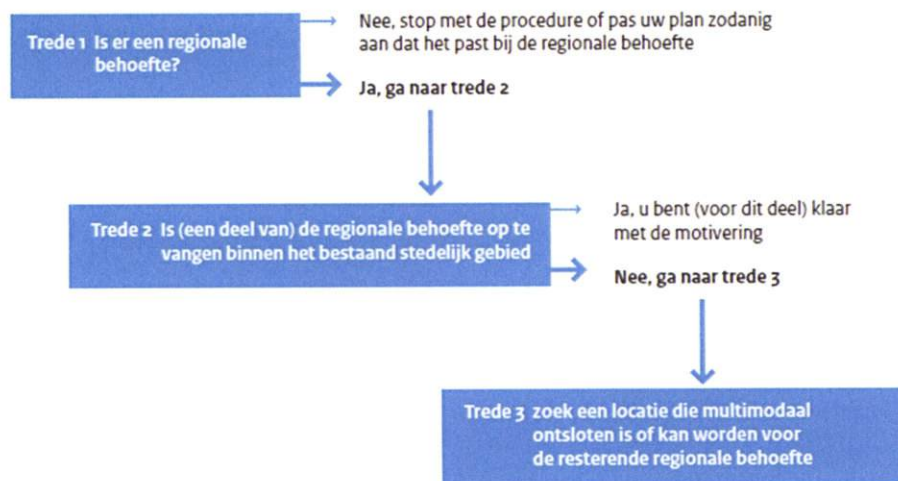 Nee, stop met de procedure of pas uw plan zodanig
aan dat het past bij de regionale behoefte
Trede 1 Is er een regionale
behoefte?
Ja, ga naar trede 2
Trede 2 Is (een deel van) de regionale behoefte op te
vangen binnen het bestaand stedelijk gebied
Ja, u bent (voor dit deel) klaar
met de motivering
Nee, ga naar trede 3
Trede 3 zoek een locatie die multimodaal
ontsloten is of kan worden voor
de resterende regionale behoefte